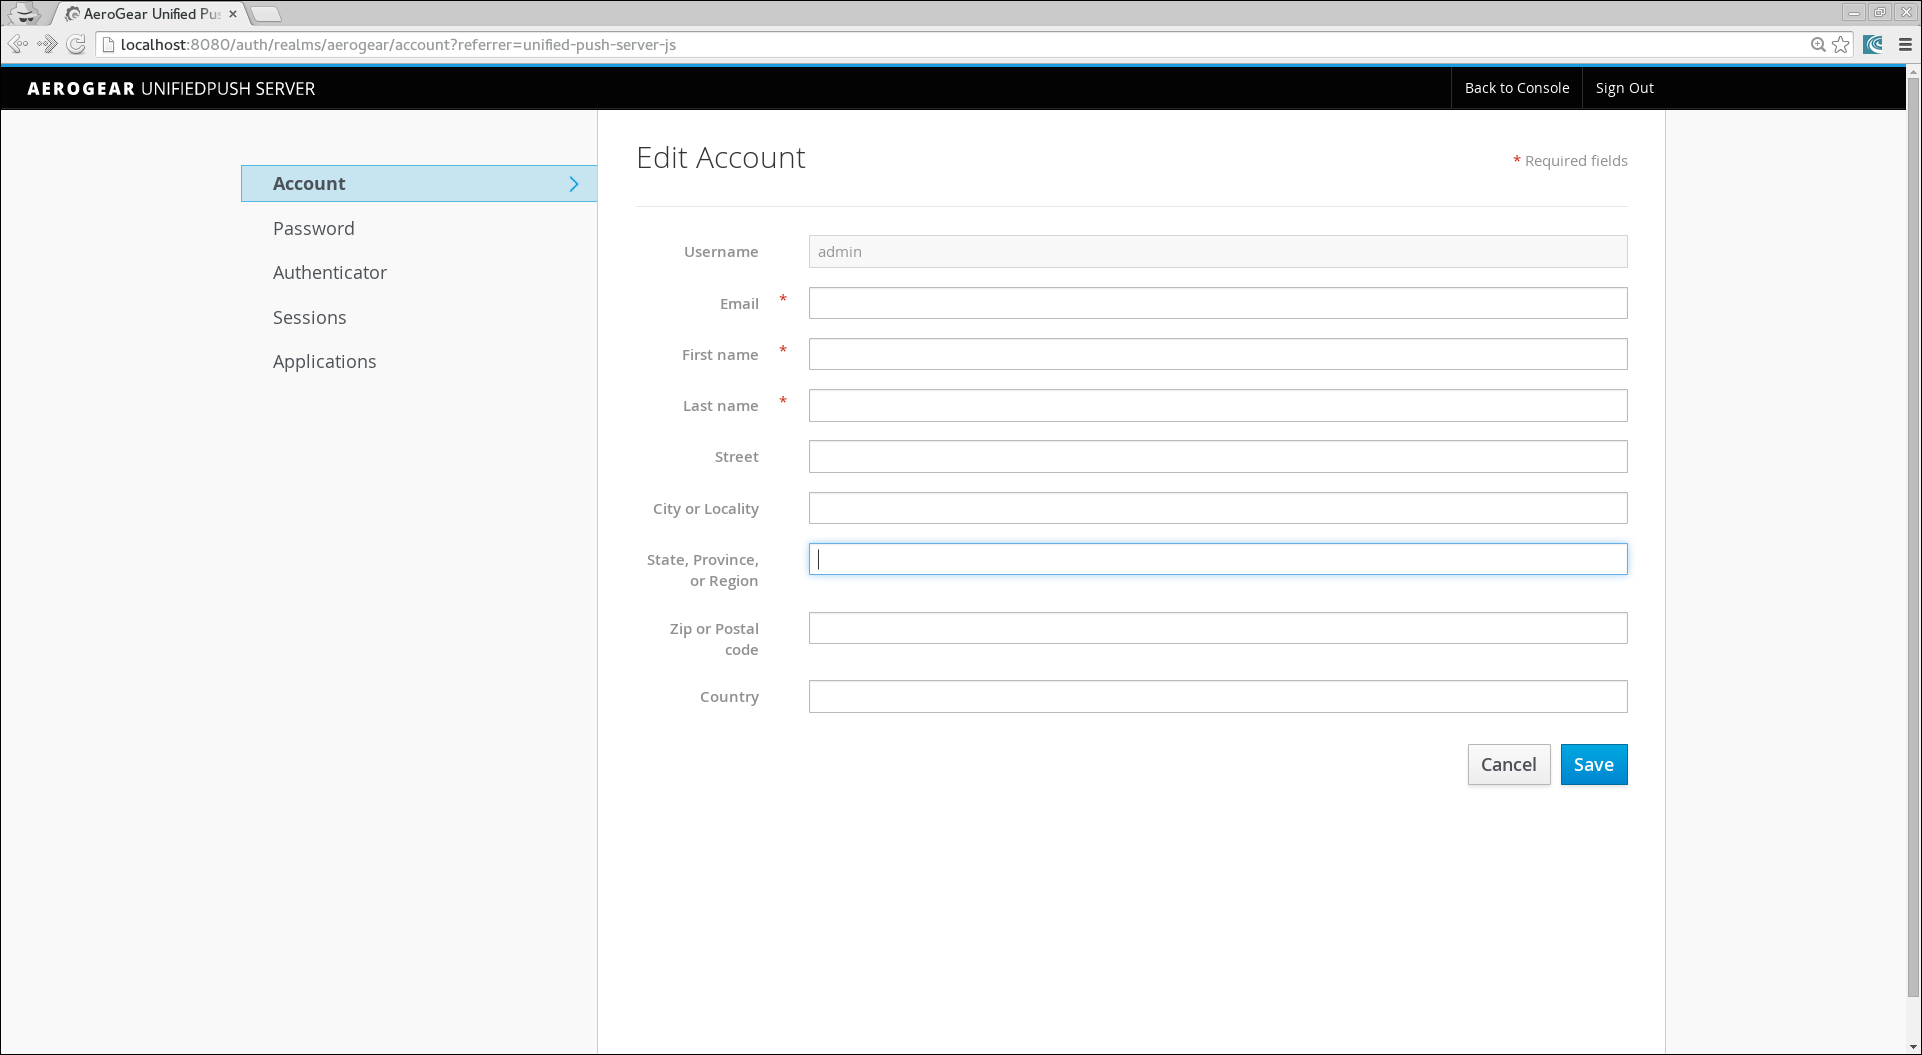 AeroGear Unified Pus
localhost:8080/auth/realms/aerogear/account?referrer=unified-push-server-js
AEROGEAR UNIFIEDPUSH SERVER
Back to Console
Sign Out
Account
Password
Authenticator
Sessions
Applications
Edit Account
* Required fields
Username
admin
Email *
First name *
Last name *
Street
City or Locality
State, Province,
or Region
Zip or Postal
code
Country
Cancel
Save